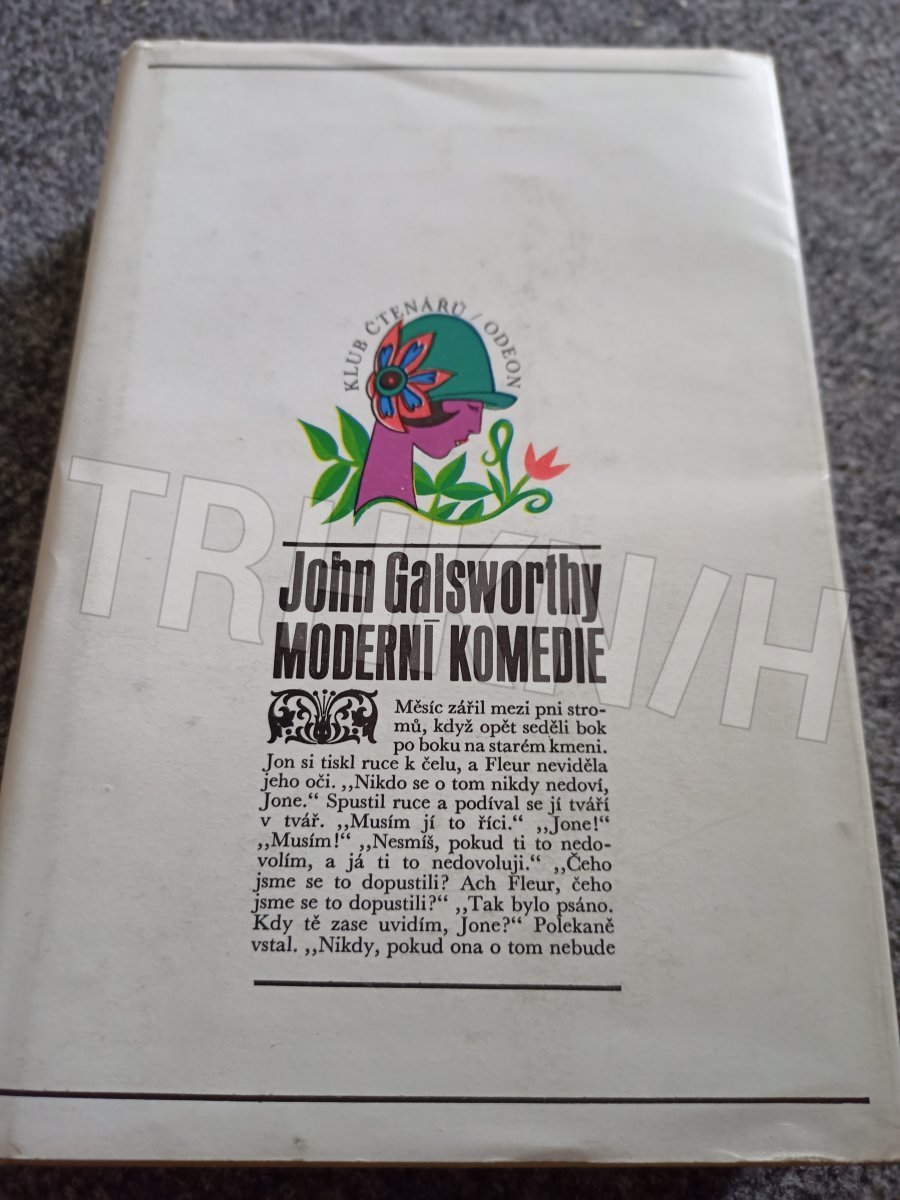 KLUB ČTENÁŘŮ / ODEON
John Galsworthy
MODERNÍ KOMEDIE
Měsíc zářil mezi pni stro-
mů, když opět seděli bok
po boku na starém kmeni.
Jon si tiskl ruce k čelu, a Fleur neviděla
jeho oči. ,,Nikdo se o tom nikdy nedoví,
Jone.“ Spustil ruce a podíval se jí tváří
v tvář. ,,Musím jí to říci.“ ,,Jone!“
,,Musím!“ ,,Nesmíš, pokud ti to nedo-
volím, a já ti to nedovoluji.“ ,,Čeho
jsme se to dopustili? Ach Fleur, čeho
jsme se to dopustili?“ ,,Tak bylo psáno.
Kdy tě zase uvidím, Jone?“ Polekaně
vstal. ,,Nikdy, pokud ona o tom nebude